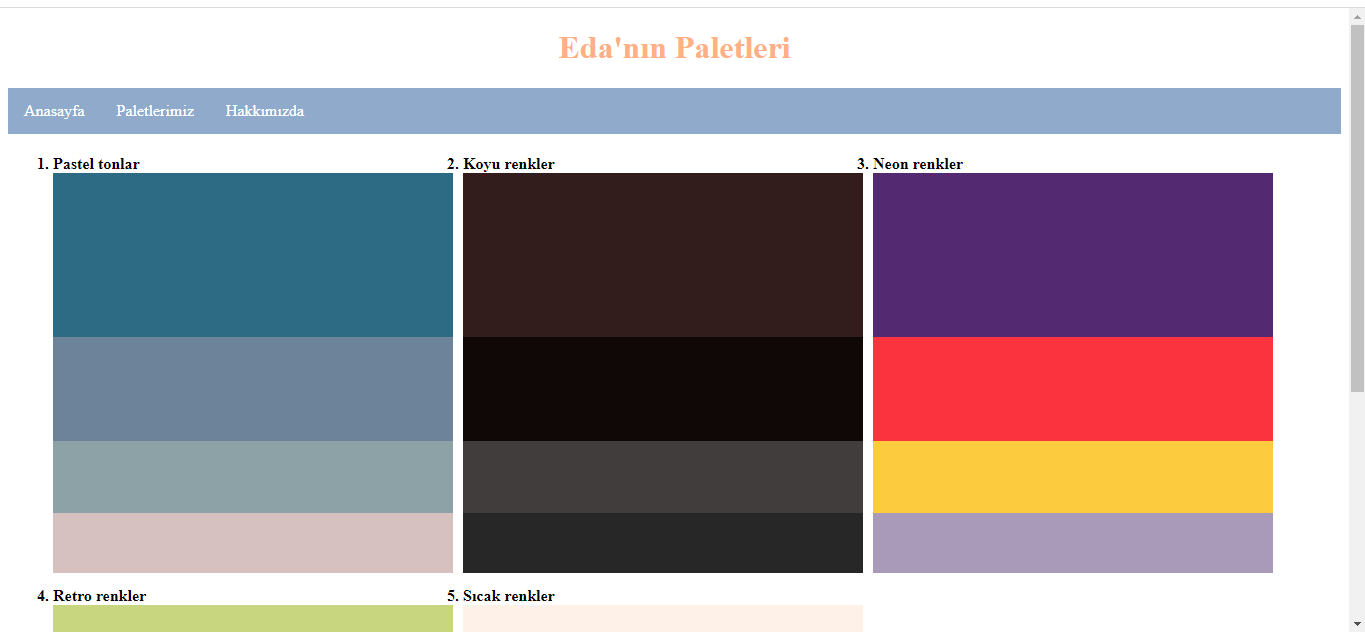 Eda'nın Paletleri
Anasayfa Paletlerimiz Hakkımızda
1. Pastel tonlar
2. Koyu renkler
3. Neon renkler
4. Retro renkler
5. Sıcak renkler